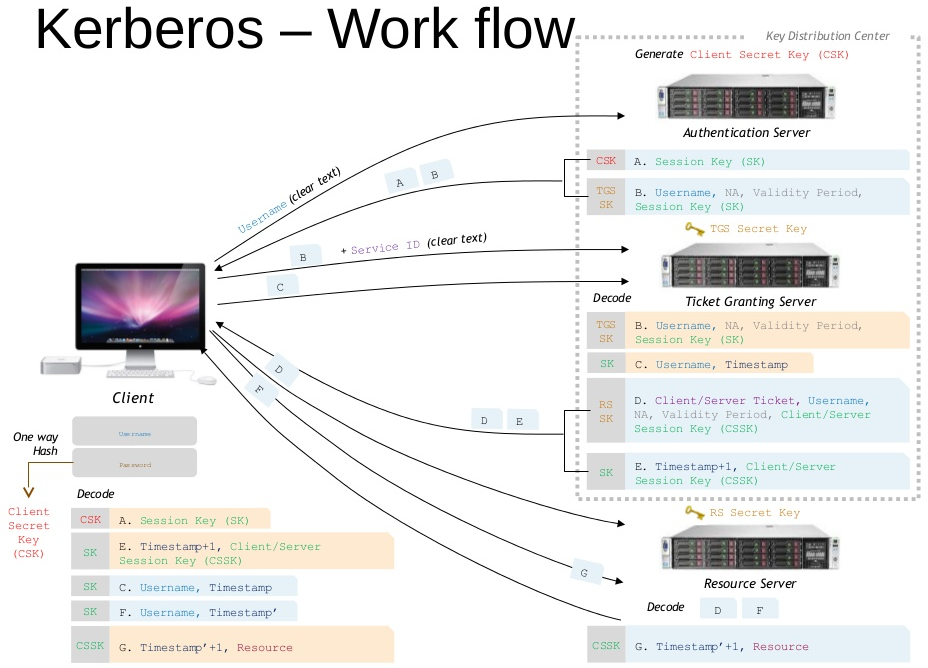 Kerberos – Work flow
Key Distribution Center
Generate Client Secret Key (CSK)
Authentication Server
CSK
A. Session Key (SK)
TGS
SK
B. Username, NA, Validity Period,
Session Key (SK)
TGS Secret Key
Ticket Granting Server
Decode
TGS
SK
B. Username, NA, Validity Period,
Session Key (SK)
SK
C. Username, Timestamp
RS
SK
D. Client/Server Ticket, Username,
NA, Validity Period, Client/Server
Session Key (CSSK)
SK
E. Timestamp+1, Client/Server
Session Key (CSSK)
RS Secret Key
Resource Server
Decode
D
F
CSSK
G. Timestamp’+1, Resource
Username (clear text)
A
B
B
+ Service ID (clear text)
C
D
F
D
E
G
Client
One way
Hash
Username
Password
Client
Secret
Key
(CSK)
Decode
CSK
A. Session Key (SK)
SK
E. Timestamp+1, Client/Server
Session Key (CSSK)
SK
C. Username, Timestamp
SK
F. Username, Timestamp’
CSSK
G. Timestamp’+1, Resource